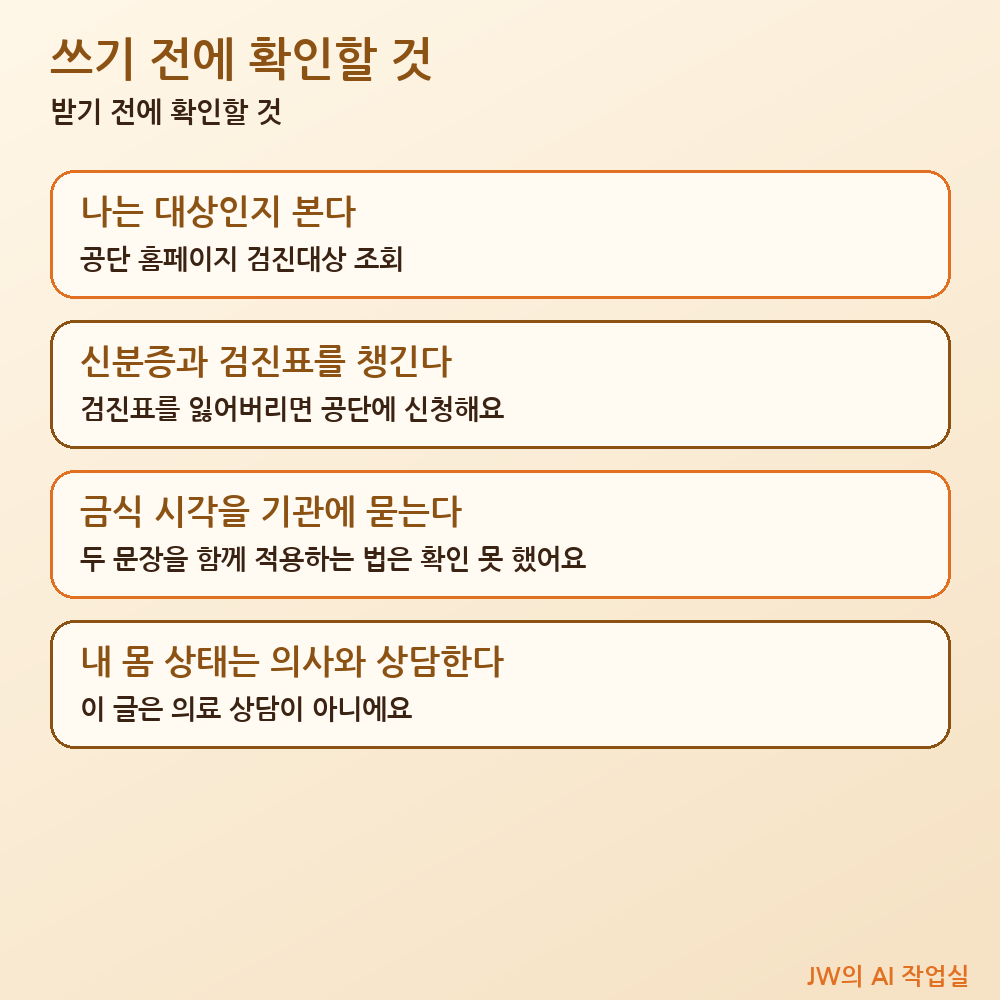 쓰기 전에 확인할 것
받기 전에 확인할 것
나는 대상인지 본다
공단 홈페이지 검진대상 조회
신분증과 검진표를 챙긴다
검진표를 잃어버리면 공단에 신청해요
금식 시각을 기관에 묻는다
두 문장을 함께 적용하는 법은 확인 못 했어요
내 몸 상태는 의사와 상담한다
이 글은 의료 상담이 아니에요
JW의 AI 작업실